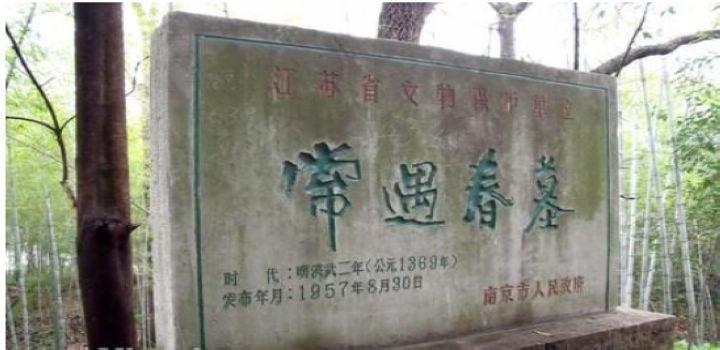 江苏省文物保护单位
常遇春墓
时 代:明洪武二年(公元1369年)
发布年月:1957年8月30日
南京市人民政府